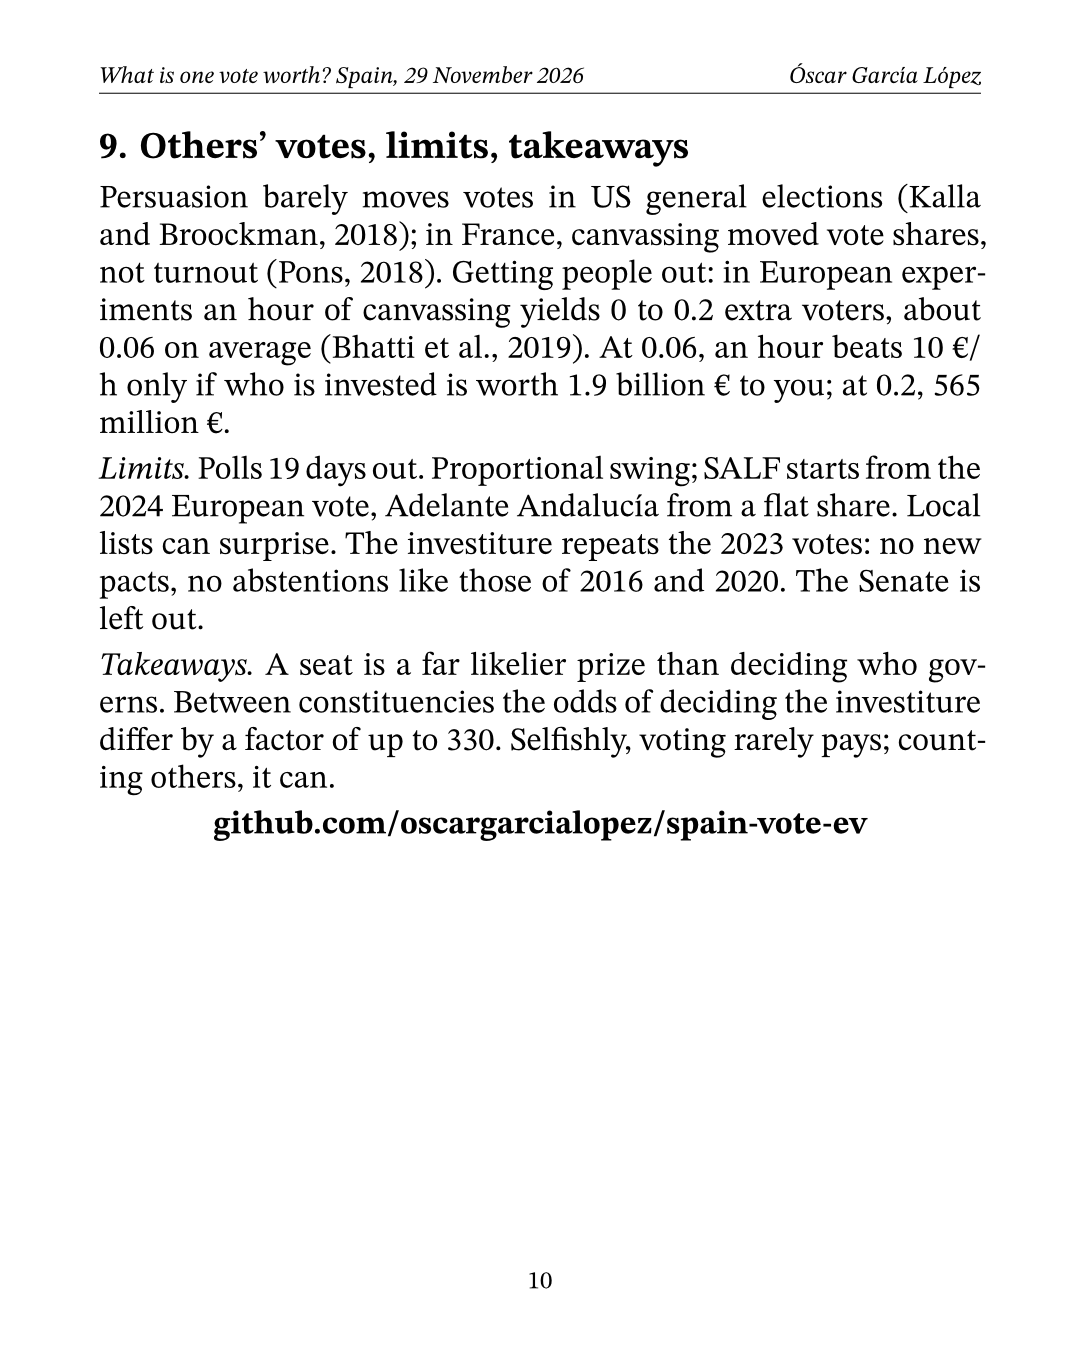 What is one vote worth? Spain, 29 November 2026 Óscar García López
9. Others’ votes, limits, takeaways
Persuasion barely moves votes in US general elections (Kalla
and Broockman, 2018); in France, canvassing moved vote shares,
not turnout (Pons, 2018). Getting people out: in European exper-
iments an hour of canvassing yields 0 to 0.2 extra voters, about
0.06 on average (Bhatti et al., 2019). At 0.06, an hour beats 10 €/
h only if who is invested is worth 1.9 billion € to you; at 0.2, 565
million €.
Limits. Polls 19 days out. Proportional swing; SALF starts from the
2024 European vote, Adelante Andalucía from a flat share. Local
lists can surprise. The investiture repeats the 2023 votes: no new
pacts, no abstentions like those of 2016 and 2020. The Senate is
left out.
Takeaways. A seat is a far likelier prize than deciding who gov-
erns. Between constituencies the odds of deciding the investiture
differ by a factor of up to 330. Selfishly, voting rarely pays; count-
ing others, it can.
github.com/oscargarcialopez/spain-vote-ev
10